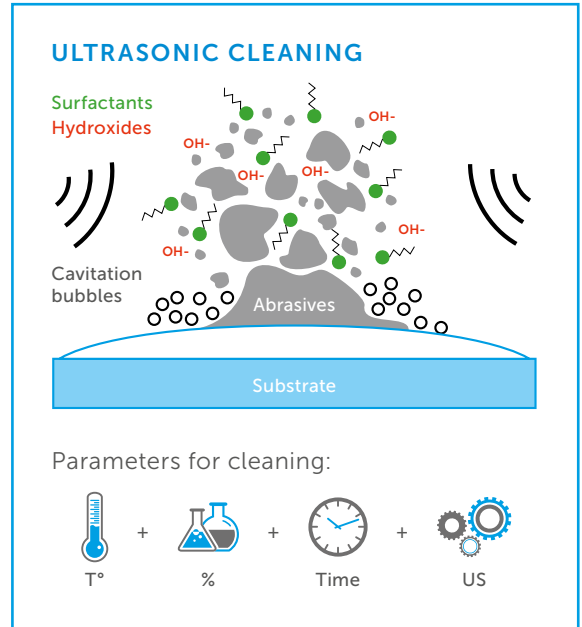 ULTRASONIC CLEANING
Surfactants
Hydroxides
OH-
OH-
OH-
OH-
OH-
OH-
Cavitation
bubbles
Abrasives
Substrate
Parameters for cleaning:
+ + +
T° % Time US